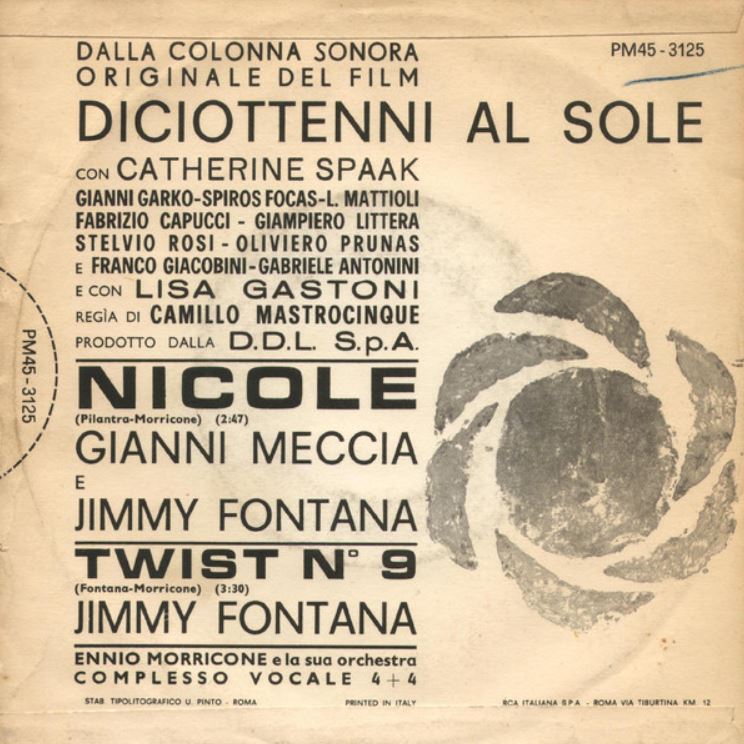 DALLA COLONNA SONORA
ORIGINALE DEL FILM
PM45-3125
DICIOTTENNI AL SOLE
CON CATHERINE SPAAK
GIANNI GARKO-SPIROS FOCAS-L. MATTIOLI
FABRIZIO CAPUCCI - GIAMPIERO LITTERA
STELVIO ROSI - OLIVIERO PRUNAS
E FRANCO GIACOBINI-GABRIELE ANTONINI
E CON LISA GASTONI
REGÌA DI CAMILLO MASTROCINQUE
PRODOTTO DALLA D.D.L. S.p.A.
PM45-3125
NICOLE
(Pilantra-Morricone) (2:47)
GIANNI MECCIA
E
JIMMY FONTANA
TWIST N° 9
(Fontana-Morricone) (3:30)
JIMMY FONTANA
ENNIO MORRICONE e la sua orchestra
COMPLESSO VOCALE 4+4
STAB. TIPOLITOGRAFICO U. PINTO - ROMA PRINTED IN ITALY RCA ITALIANA S.P.A. - ROMA VIA TIBURTINA KM. 12